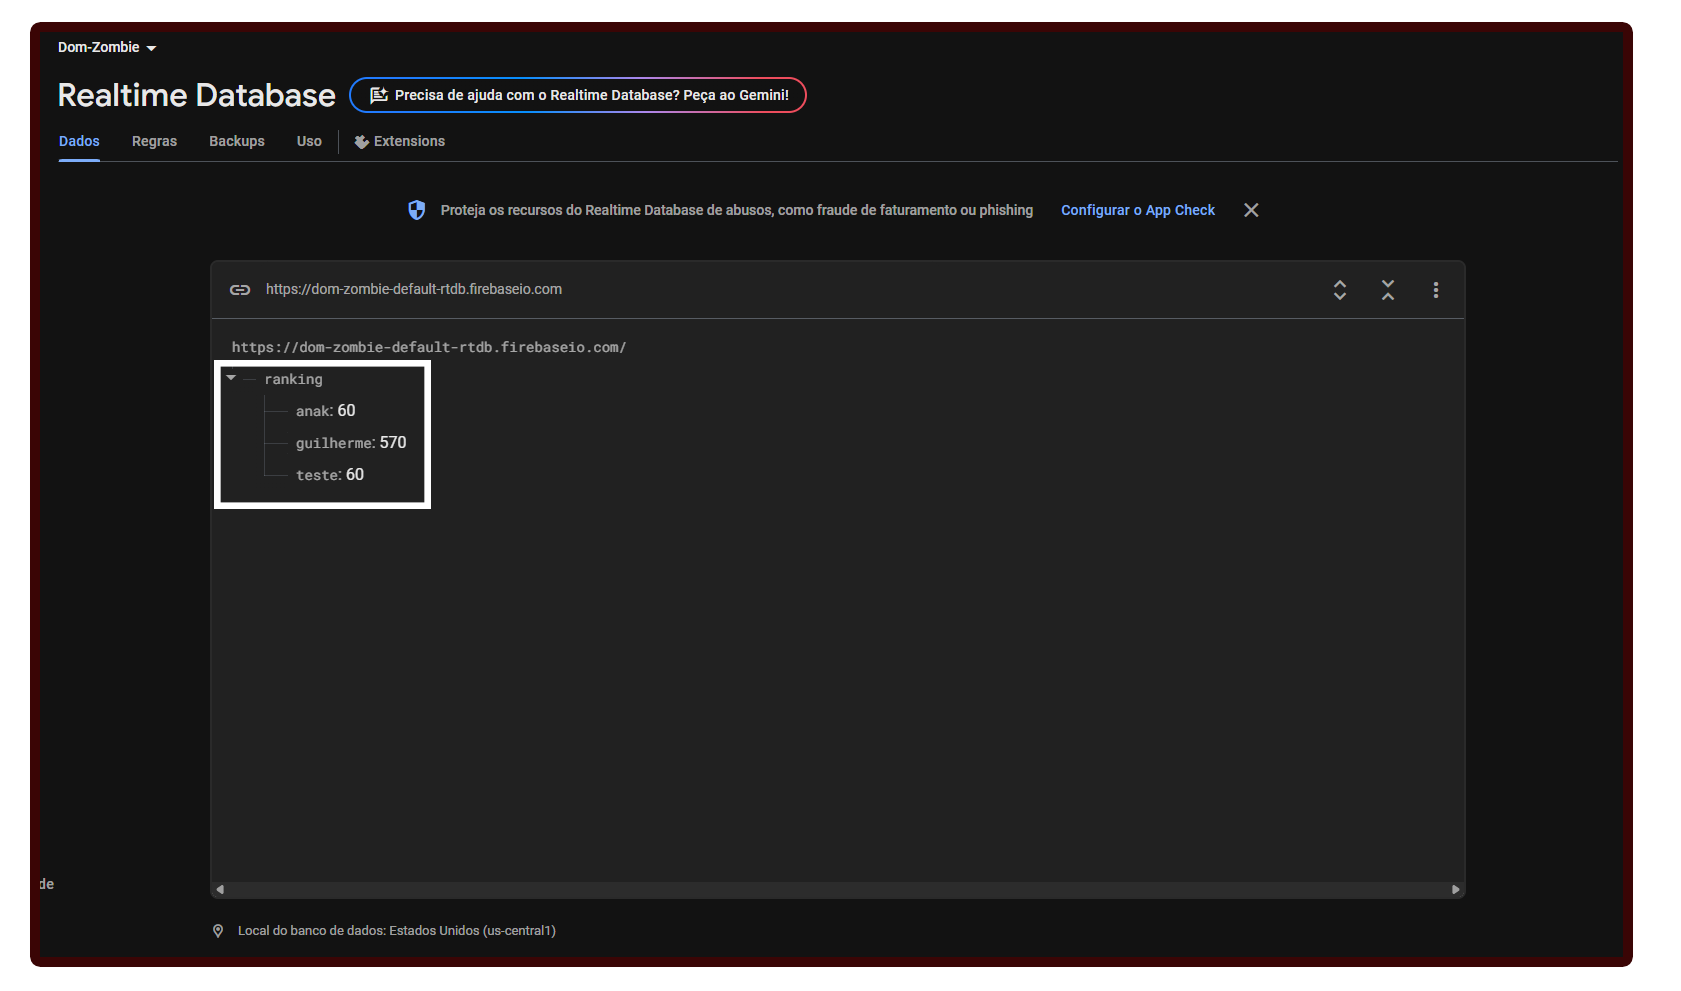 Dom-Zombie
Realtime Database
Precisa de ajuda com o Realtime Database? Peça ao Gemini!
Dados Regras Backups Uso Extensions
Proteja os recursos do Realtime Database de abusos, como fraude de faturamento ou phishing Configurar o App Check
https://dom-zombie-default-rtdb.firebaseio.com
https://dom-zombie-default-rtdb.firebaseio.com/
ranking
anak: 60
guilherme: 570
teste: 60
de
Local do banco de dados: Estados Unidos (us-central1)